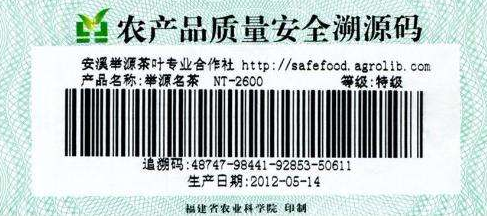 农产品质量安全溯源码
安溪举源茶叶专业合作社 http://safefood.agrolib.com
产品名称:举源名茶 NT-2600 等级:特级
追溯码:48747-98441-92853-50611
生产日期:2012-05-14
福建省农业科学院 印制